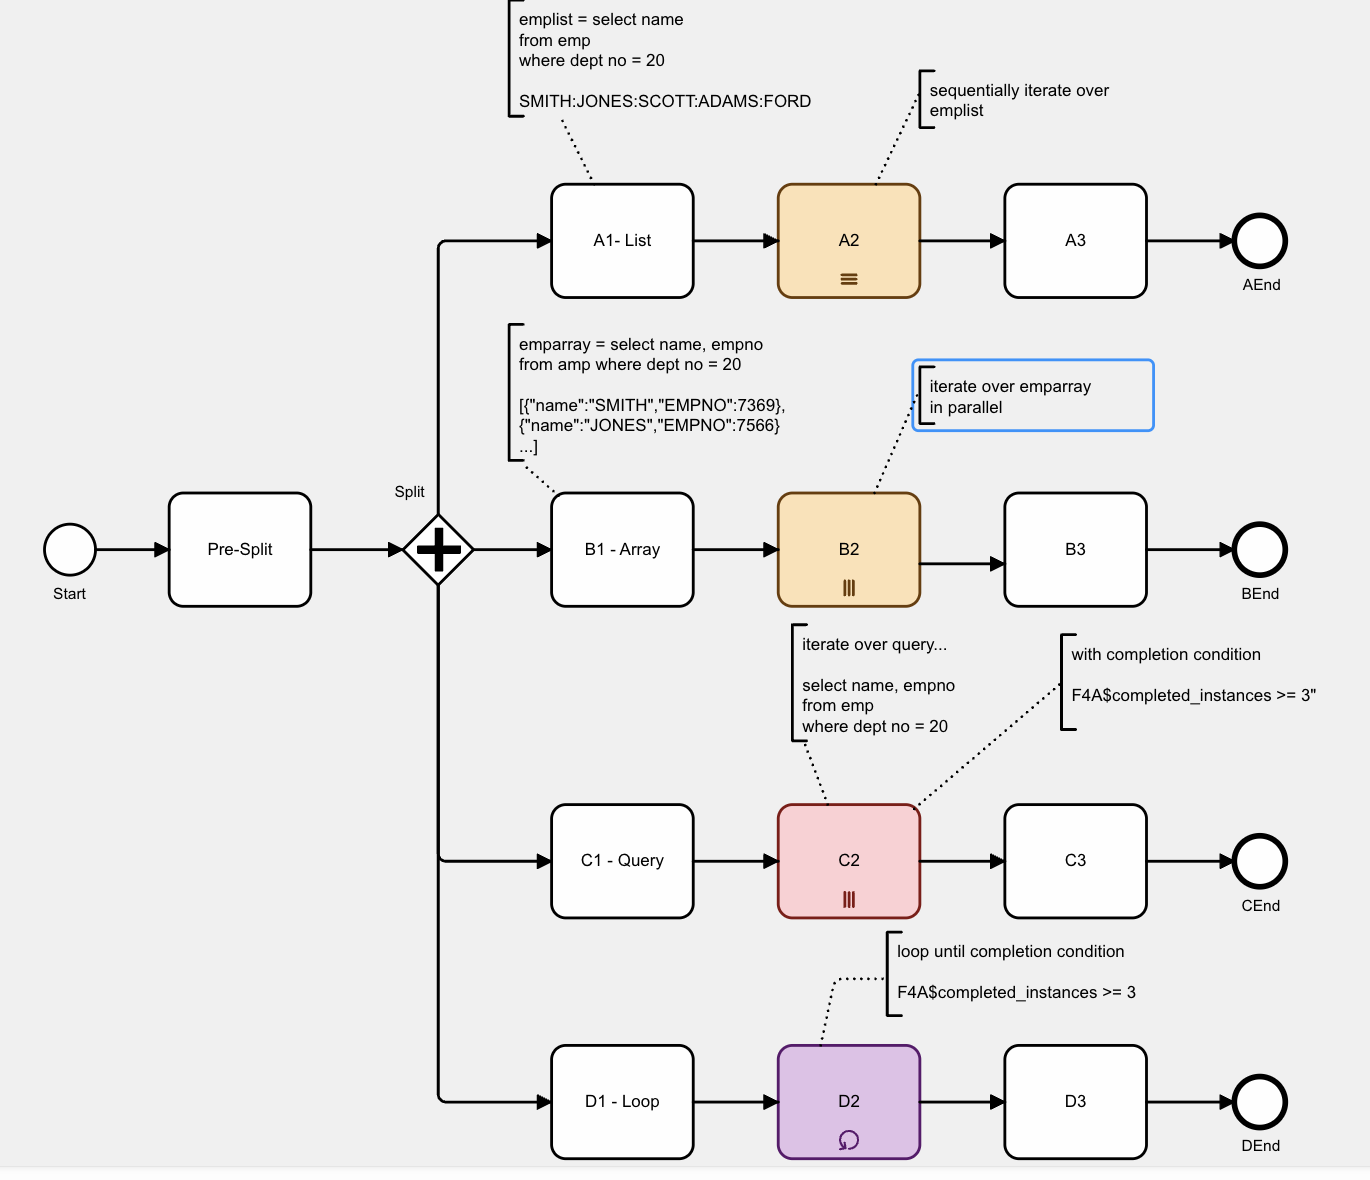 emplist = select name
from emp
where dept no = 20
SMITH:JONES:SCOTT:ADAMS:FORD
sequentially iterate over
emplist
A1- List
A2
A3
AEnd
emparray = select name, empno
from amp where dept no = 20
[{"name":"SMITH","EMPNO":7369},
{"name":"JONES","EMPNO":7566}
...]
iterate over emparray
in parallel
Split
Start
Pre-Split
B1 - Array
B2
B3
BEnd
iterate over query...
select name, empno
from emp
where dept no = 20
with completion condition
F4A$completed_instances >= 3"
C1 - Query
C2
C3
CEnd
loop until completion condition
F4A$completed_instances >= 3
D1 - Loop
D2
D3
DEnd